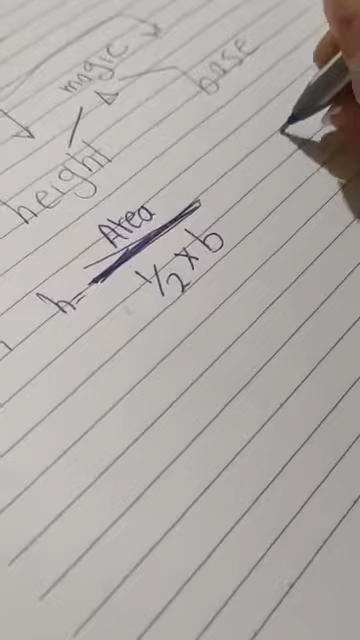 magic
base
height
Area
h= ———
½ × b